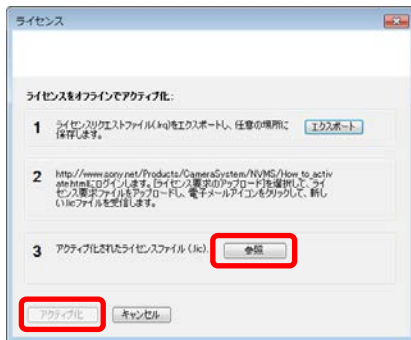 ライセンス
ライセンスをオフラインでアクティブ化:
1 ライセンスリクエストファイル(.lrq)をエクスポートし、任意の場所に
保存します。
エクスポート
2 http://www.sony.net/Products/CameraSystem/NVMS/How_to_activ
ate.htmlにログインします。[ライセンス要求のアップロード]を選択して、ライ
センス要求ファイルをアップロードし、電子メールアイコンをクリックして、新し
い.licファイルを受信します。
3 アクティブ化されたライセンスファイル (.lic).
参照
アクティブ化
キャンセル